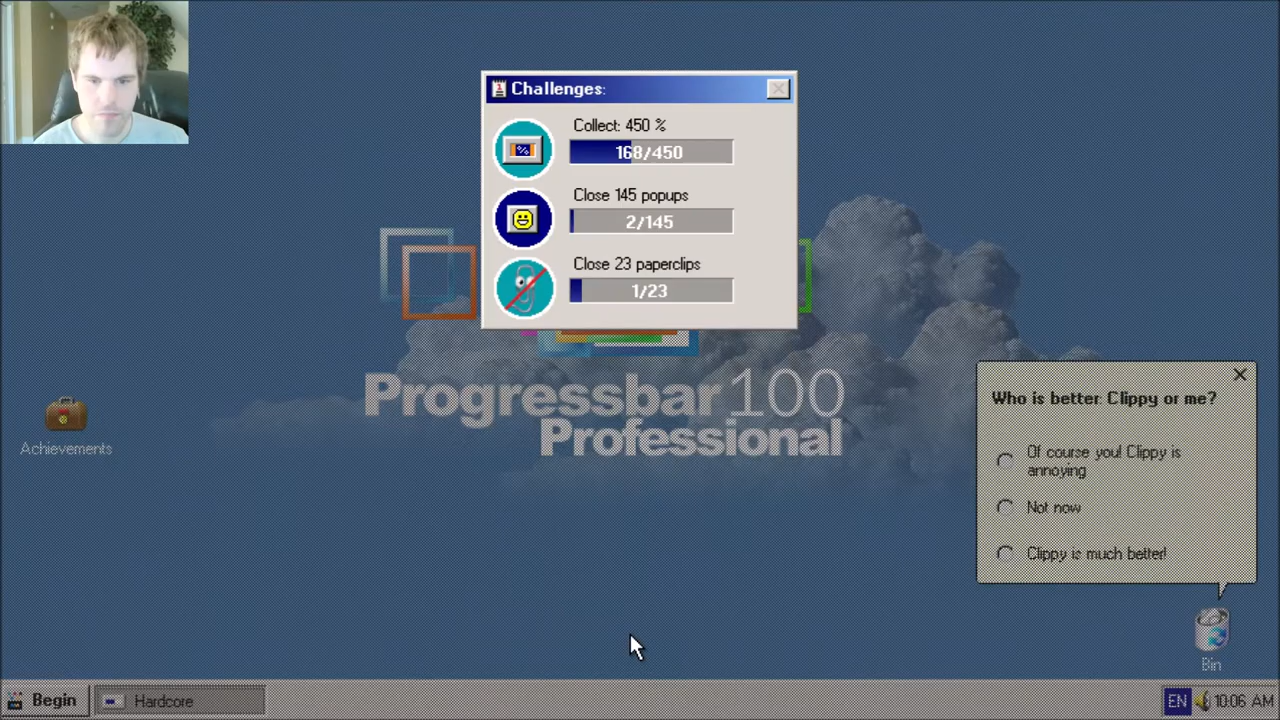 Challenges:
Collect: 450 %
168/450
Close 145 popups
2/145
Close 23 paperclips
1/23
Progressbar100
Professional
Achievements
Who is better: Clippy or me?
Of course you! Clippy is
annoying
Not now
Clippy is much better!
Bin
Begin
Hardcore
EN
10:06 AM